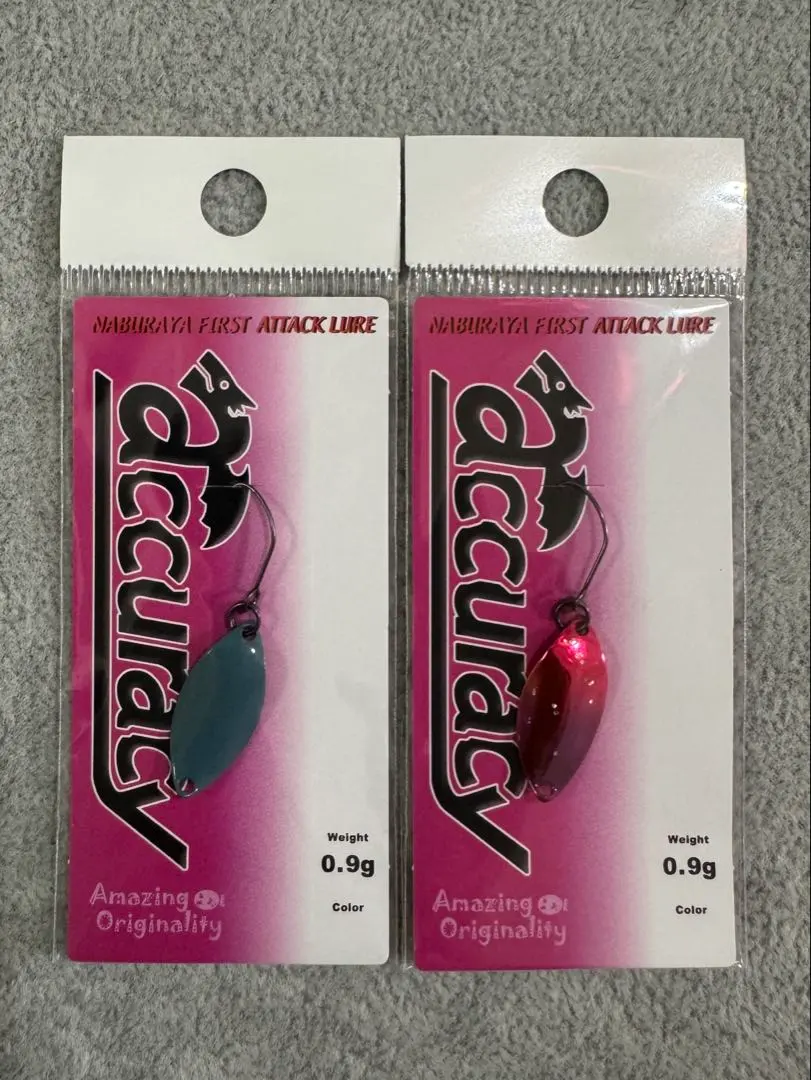 NABURAYA FIRST ATTACK LURE
accuracy
Weight
0.9g
Color
Amazing
Originality
NABURAYA FIRST ATTACK LURE
accuracy
Weight
0.9g
Color
Amazing
Originality